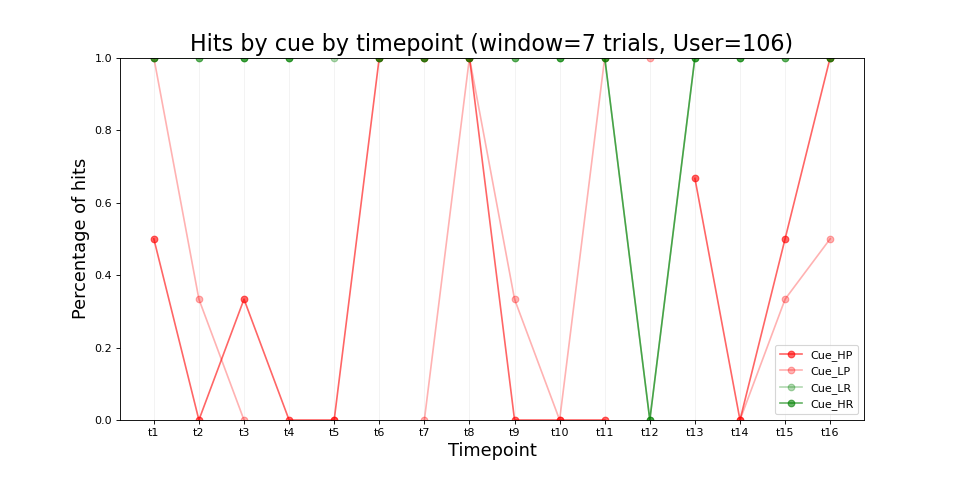 Hits by cue by timepoint (window=7 trials, User=106)
Percentage of hits
1.0
0.8
0.6
0.4
0.2
0.0
t1 t2 t3 t4 t5 t6 t7 t8 t9 t10 t11 t12 t13 t14 t15 t16
Timepoint
Cue_HP
Cue_LP
Cue_LR
Cue_HR